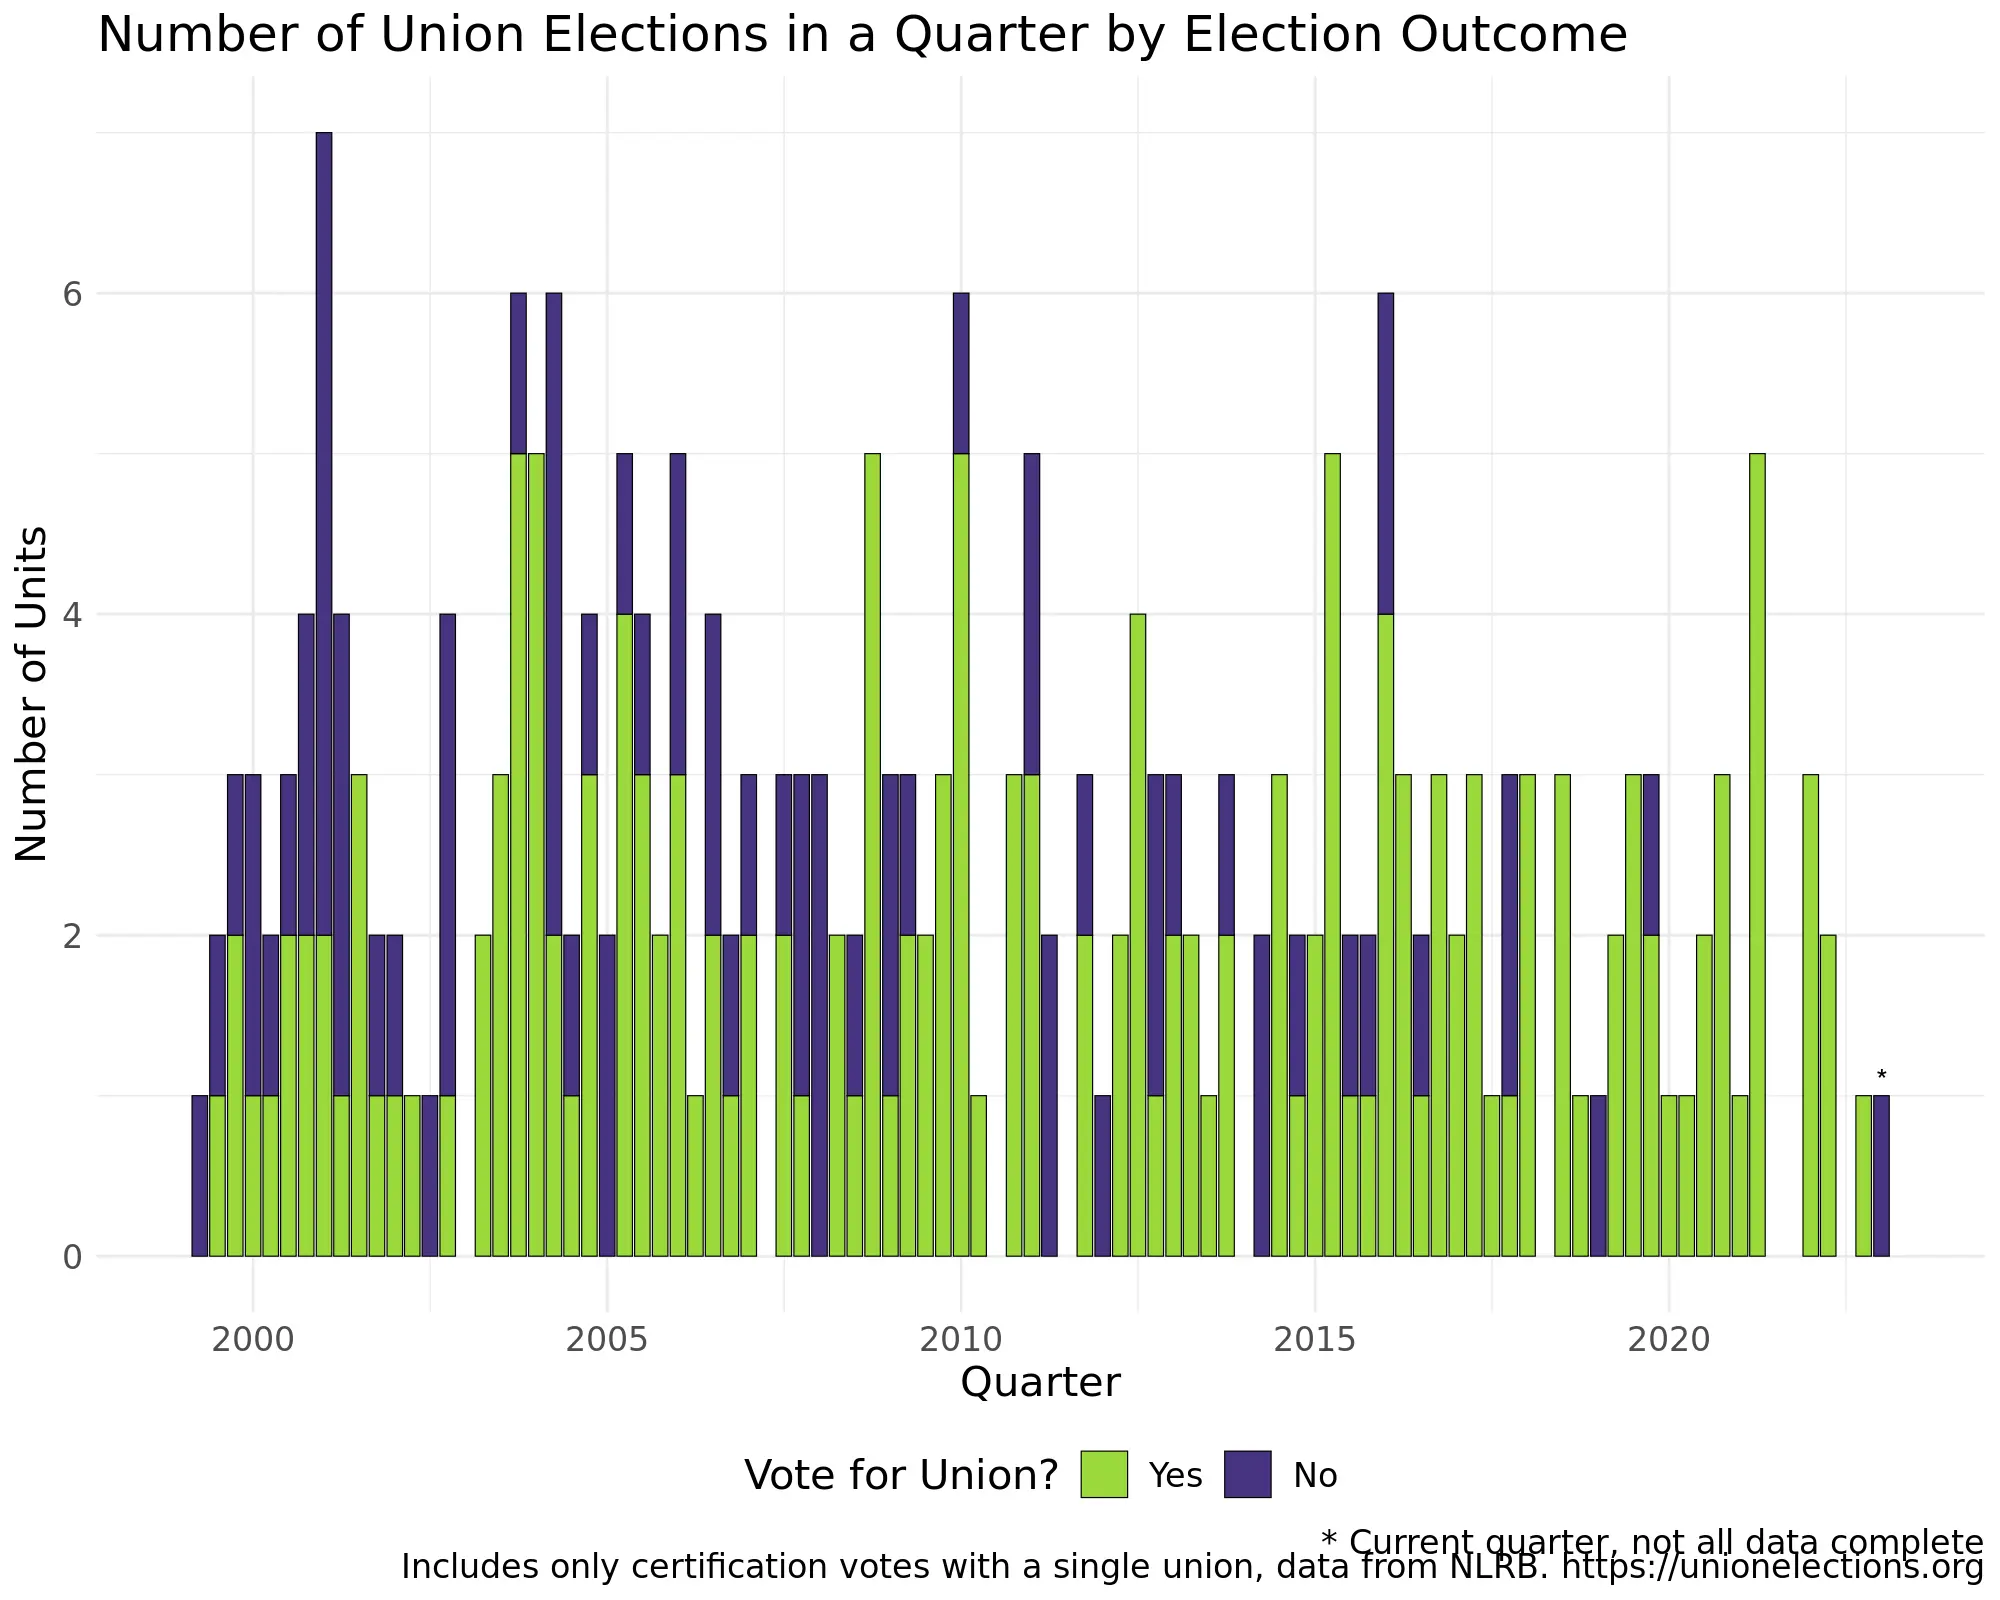 Number of Union Elections in a Quarter by Election Outcome
Number of Units
6
4
2
0
*
2000 2005 2010 2015 2020
Quarter
Vote for Union? Yes No
* Current quarter, not all data complete
Includes only certification votes with a single union, data from NLRB. https://unionelections.org